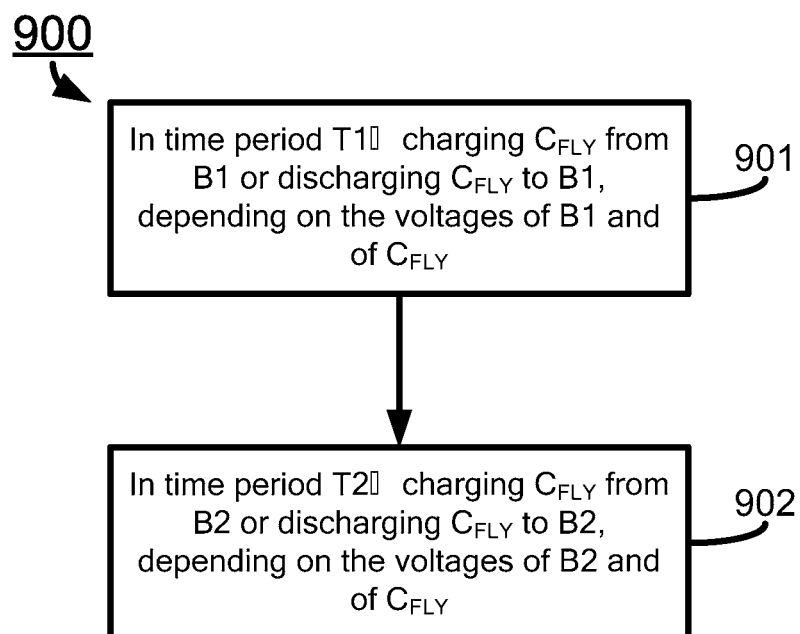 900
In time period T1▯ charging CFLY from
B1 or discharging CFLY to B1,
depending on the voltages of B1 and
of CFLY
901
In time period T2▯ charging CFLY from
B2 or discharging CFLY to B2,
depending on the voltages of B2 and
of CFLY
902